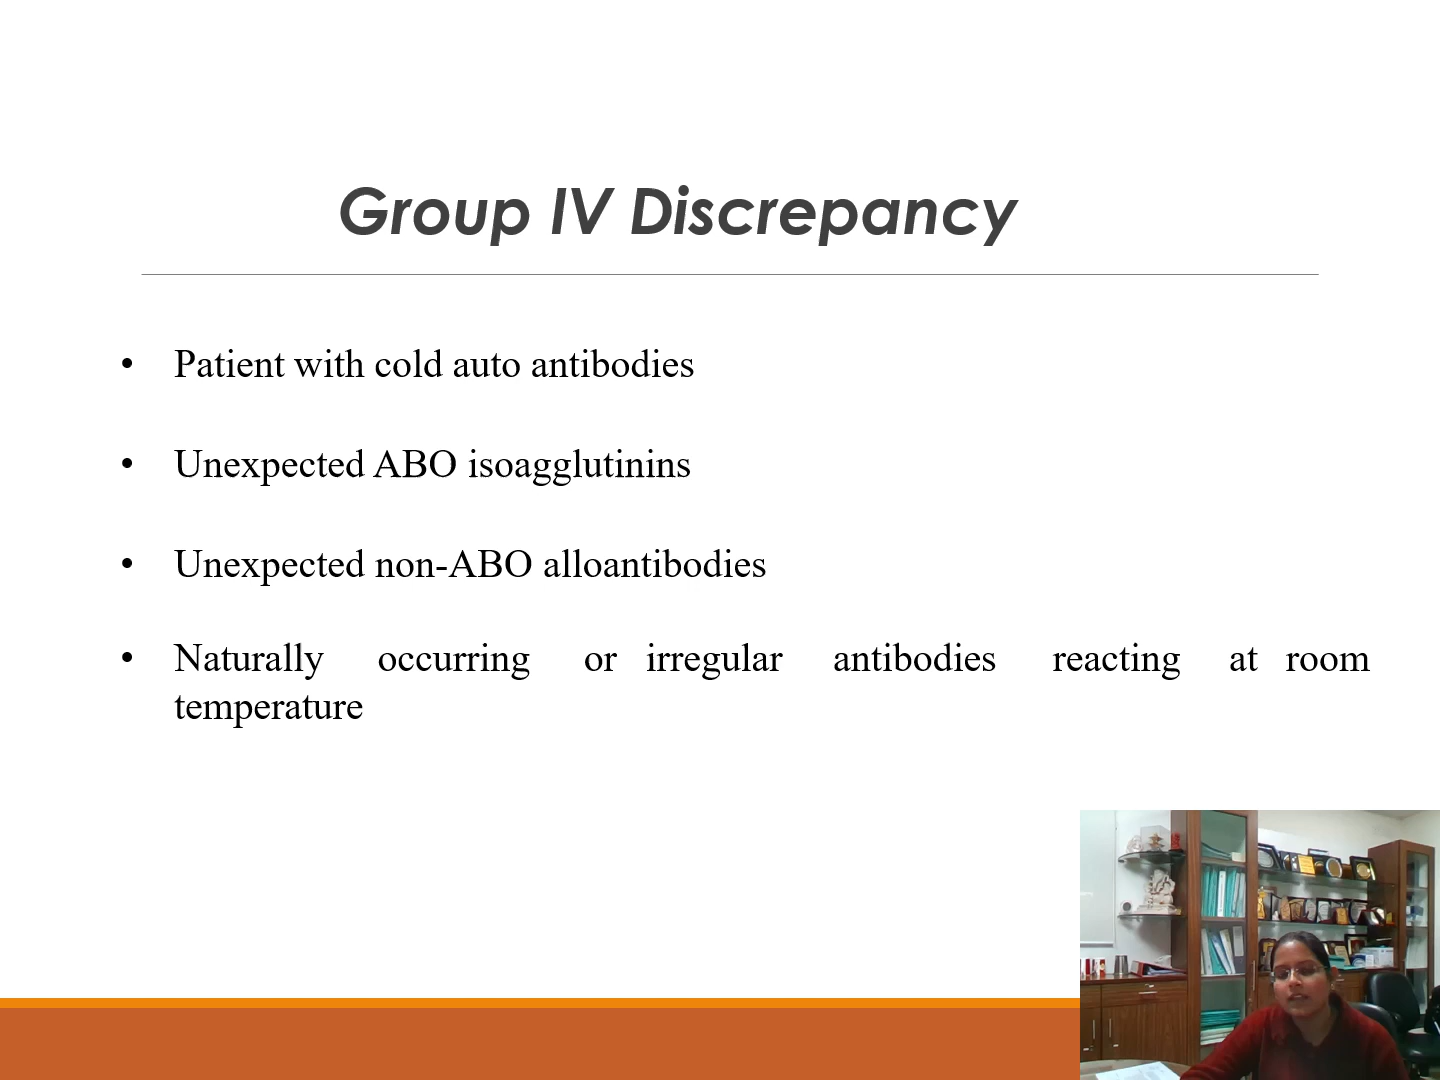 Group IV Discrepancy
• Patient with cold auto antibodies
• Unexpected ABO isoagglutinins
• Unexpected non-ABO alloantibodies
• Naturally occurring or irregular antibodies reacting at room
temperature